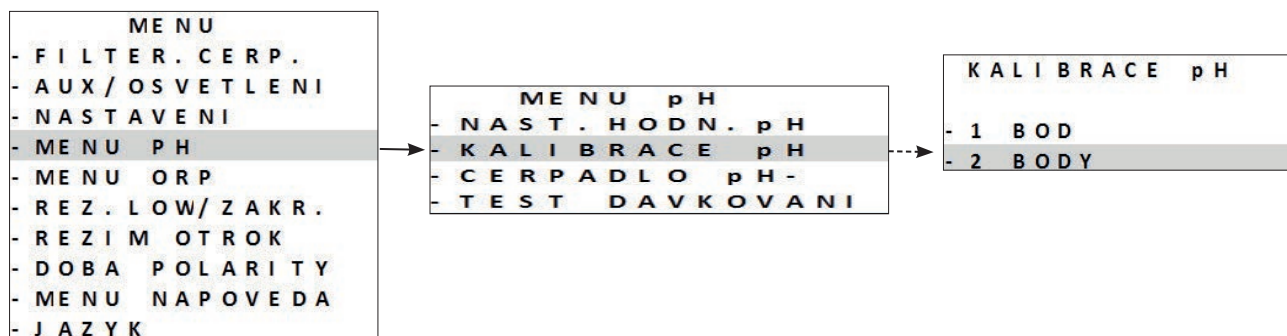 MENU
- FILTER.CERP.
- AUX/OSVETLENI
- NASTAVENI
- MENU PH
- MENU ORP
- REZ.LOW/ZAKR.
- REZIM OTROK
- DOBA POLARITY
- MENU NAPOVEDA
- JAZYK
MENU pH
- NAST.HODN.pH
- KALIBRACE pH
- CERPADLO pH-
- TEST DAVKOVANI
KALIBRACE pH
- 1 BOD
- 2 BODY